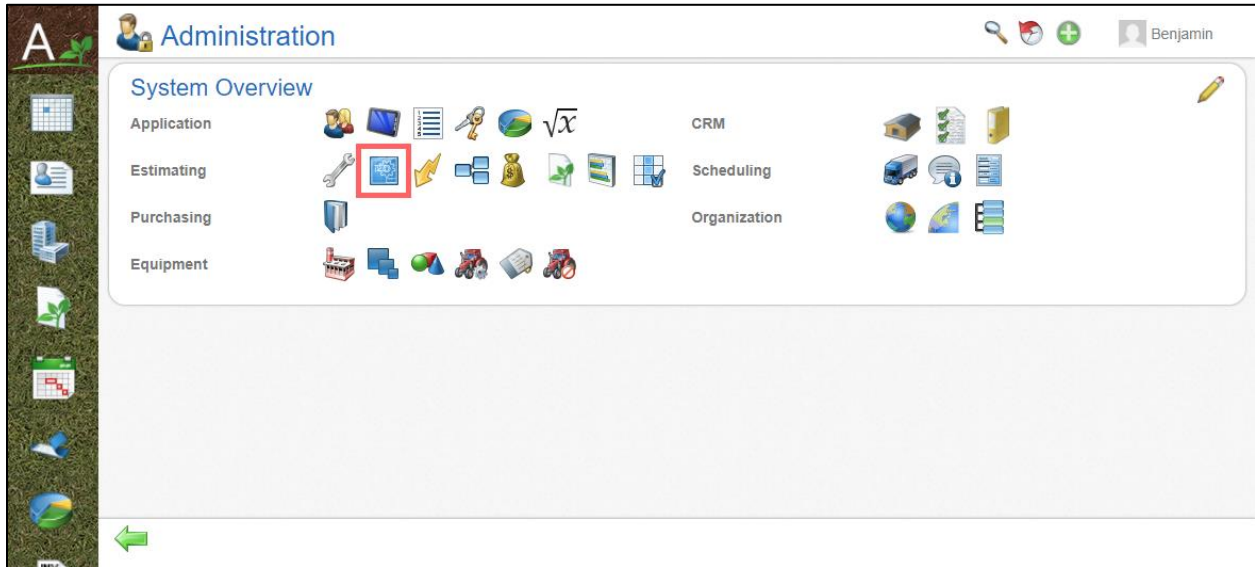 A
Administration
Benjamin
System Overview
Application
√x
CRM
Estimating
Scheduling
Purchasing
Organization
Equipment